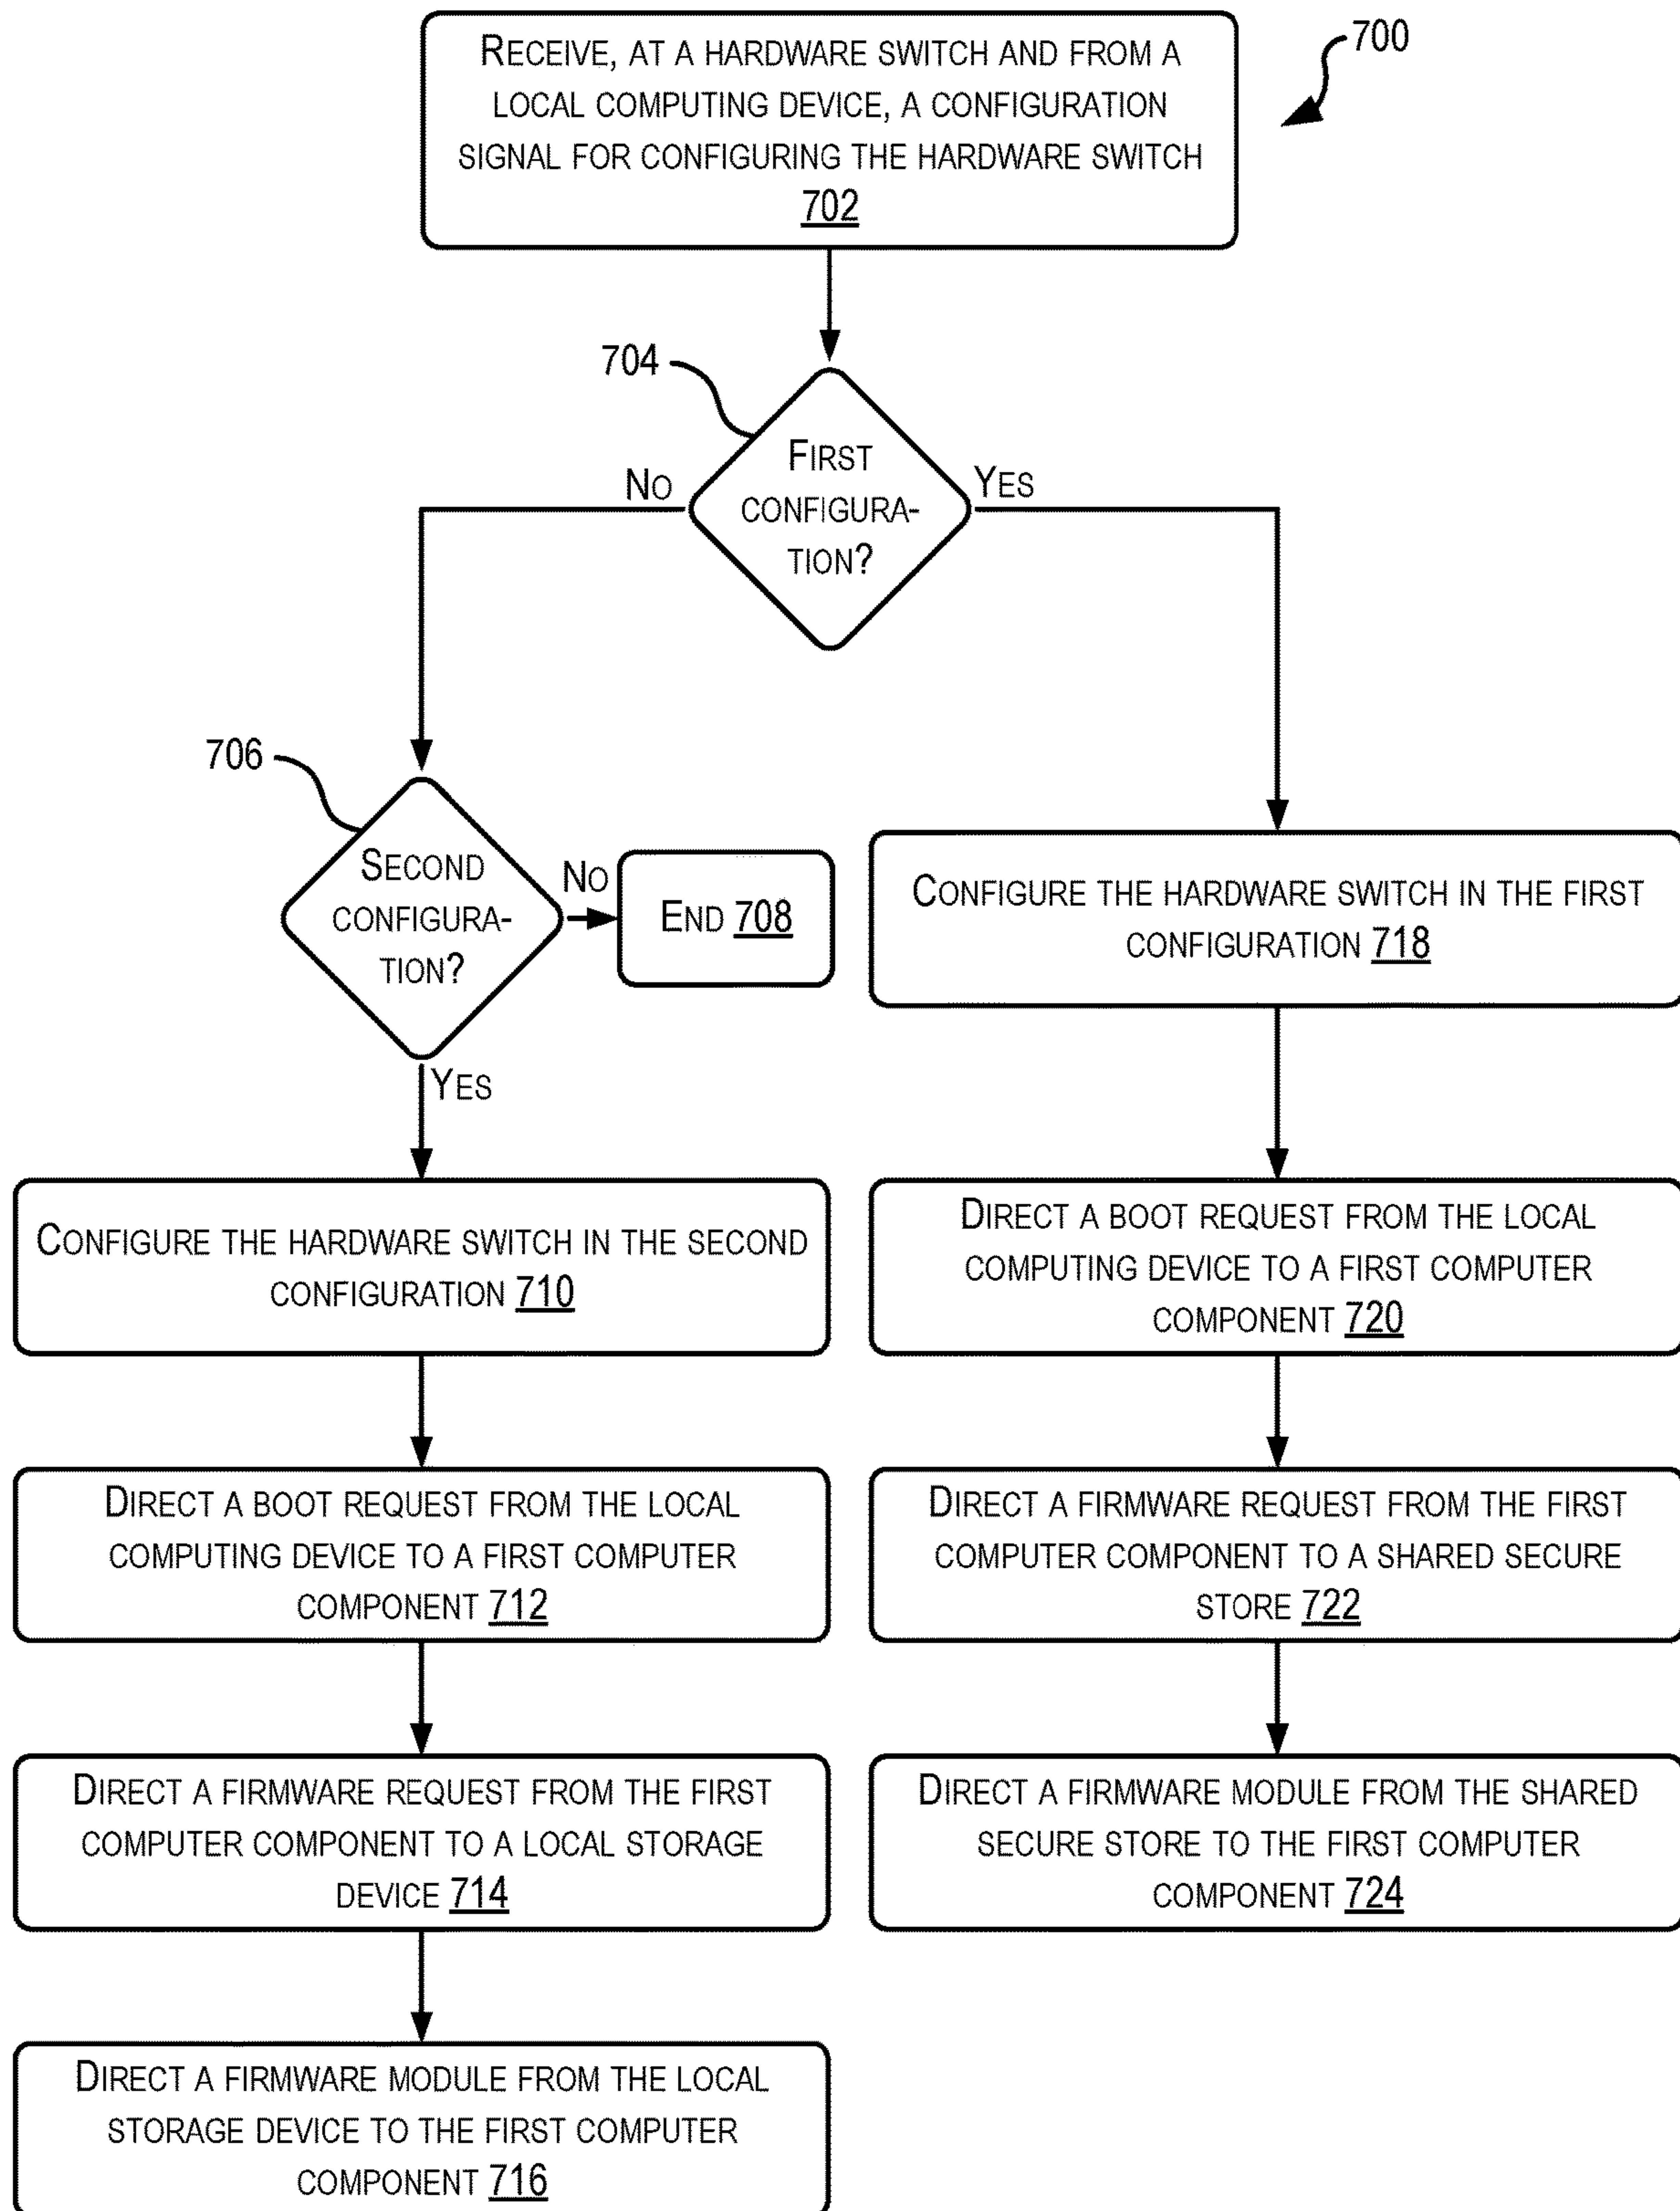 RECEIVE, AT A HARDWARE SWITCH AND FROM A
LOCAL COMPUTING DEVICE, A CONFIGURATION
SIGNAL FOR CONFIGURING THE HARDWARE SWITCH
702
700
704
FIRST
CONFIGURA-
TION?
NO
YES
706
SECOND
CONFIGURA-
TION?
NO
END 708
YES
CONFIGURE THE HARDWARE SWITCH IN THE FIRST
CONFIGURATION 718
CONFIGURE THE HARDWARE SWITCH IN THE SECOND
CONFIGURATION 710
DIRECT A BOOT REQUEST FROM THE LOCAL
COMPUTING DEVICE TO A FIRST COMPUTER
COMPONENT 720
DIRECT A BOOT REQUEST FROM THE LOCAL
COMPUTING DEVICE TO A FIRST COMPUTER
COMPONENT 712
DIRECT A FIRMWARE REQUEST FROM THE FIRST
COMPUTER COMPONENT TO A SHARED SECURE
STORE 722
DIRECT A FIRMWARE REQUEST FROM THE FIRST
COMPUTER COMPONENT TO A LOCAL STORAGE
DEVICE 714
DIRECT A FIRMWARE MODULE FROM THE SHARED
SECURE STORE TO THE FIRST COMPUTER
COMPONENT 724
DIRECT A FIRMWARE MODULE FROM THE LOCAL
STORAGE DEVICE TO THE FIRST COMPUTER
COMPONENT 716